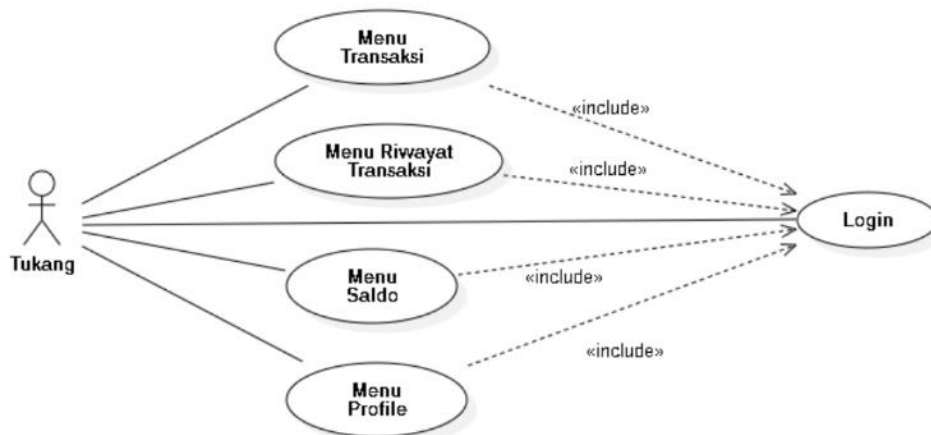 Menu
Transaksi
«include»
Menu Riwayat
Transaksi
«include»
Tukang
Login
Menu
Saldo
«include»
Menu
Profile
«include»